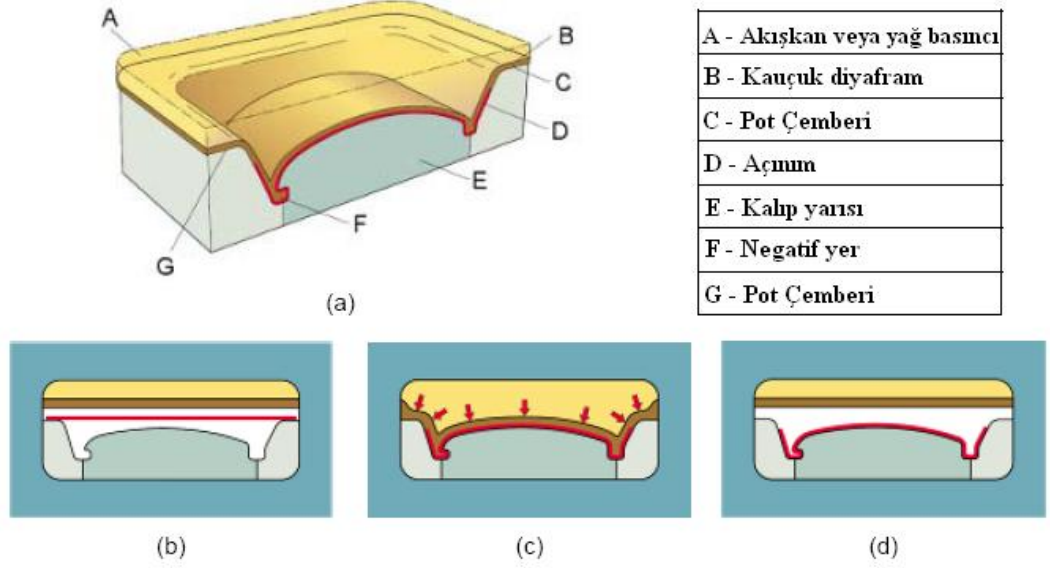 A
B
C
D
E
F
G
(a)
A - Akışkan veya yağ basıncı
B - Kauçuk diyafram
C - Pot Çemberi
D - Açınım
E - Kalıp yarısı
F - Negatif yer
G - Pot Çemberi
(b)
(c)
(d)